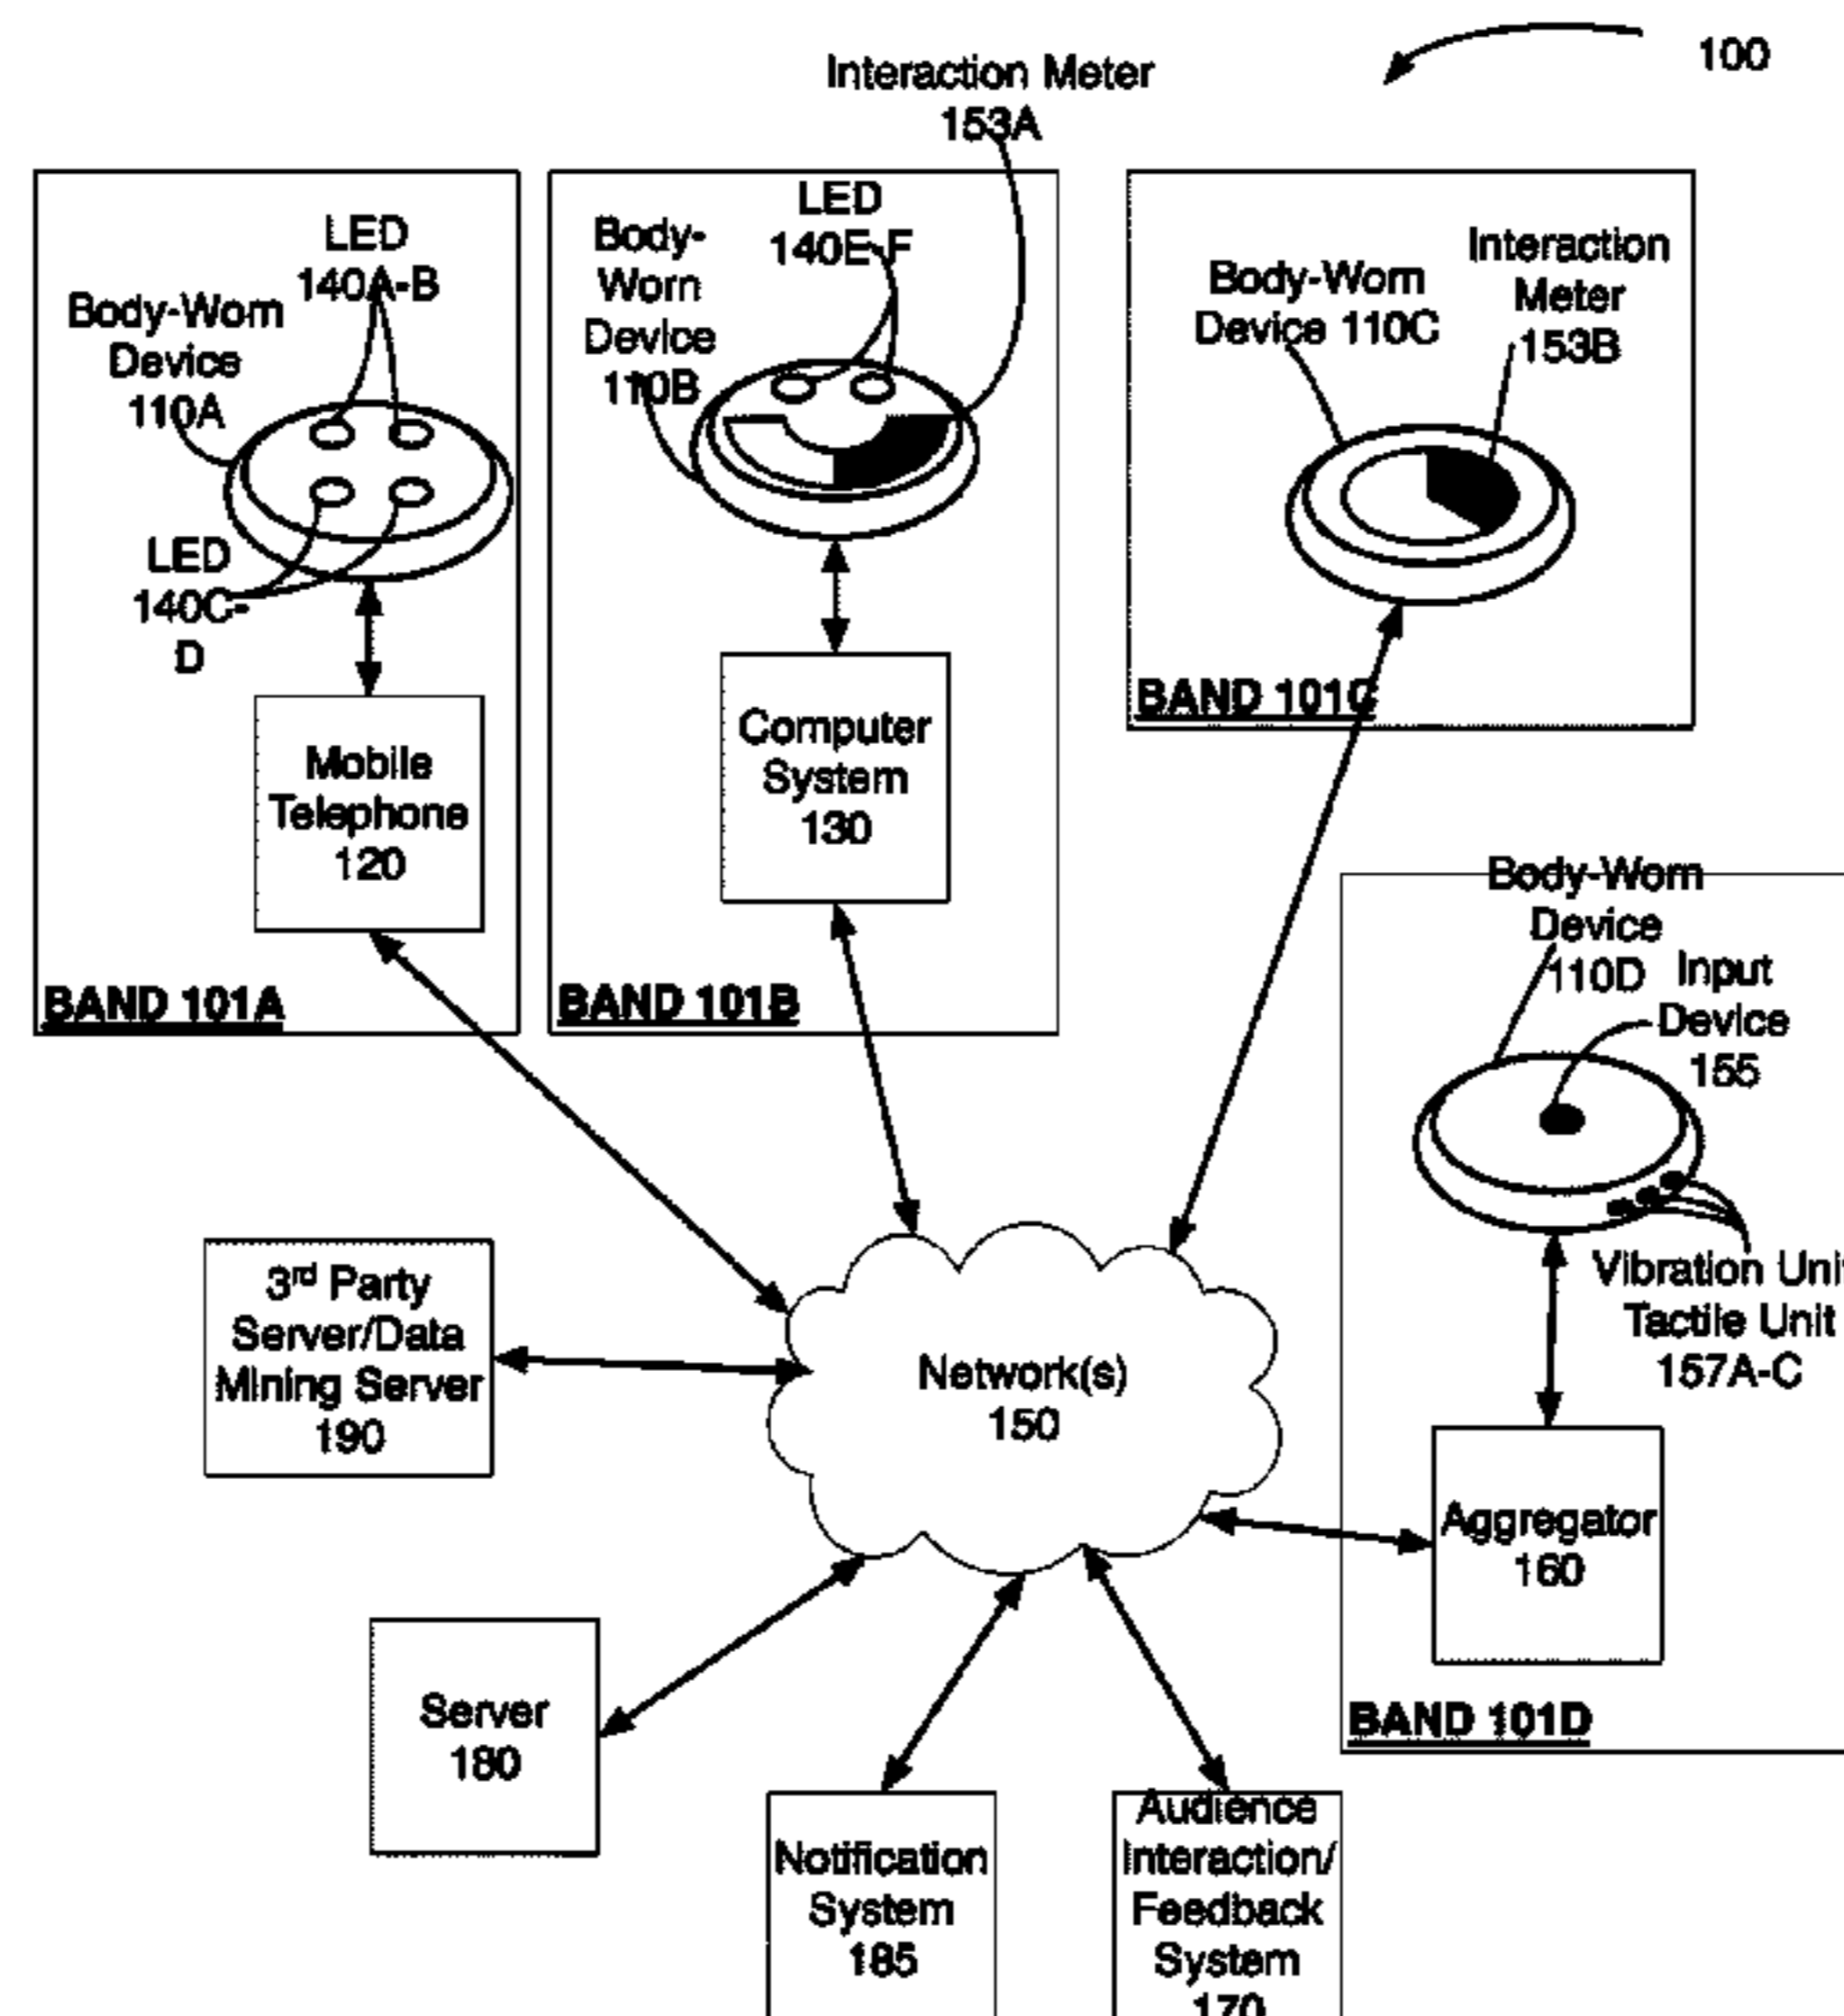 100
Interaction Meter
153A
LED
140A-B
Body-Worn
Device
110A
LED
140C-
D
Mobile
Telephone
120
BAND 101A
LED
140E-F
Body-
Worn
Device
110B
Computer
System
130
BAND 101B
Body-Worn
Device 110C
Interaction
Meter
153B
BAND 101C
Body-Worn
Device
110D
Input
Device
155
Vibration Unit
Tactile Unit
157A-C
Aggregator
160
BAND 101D
3rd Party
Server/Data
Mining Server
190
Network(s)
150
Server
180
Notification
System
185
Audience
Interaction/
Feedback
System
170